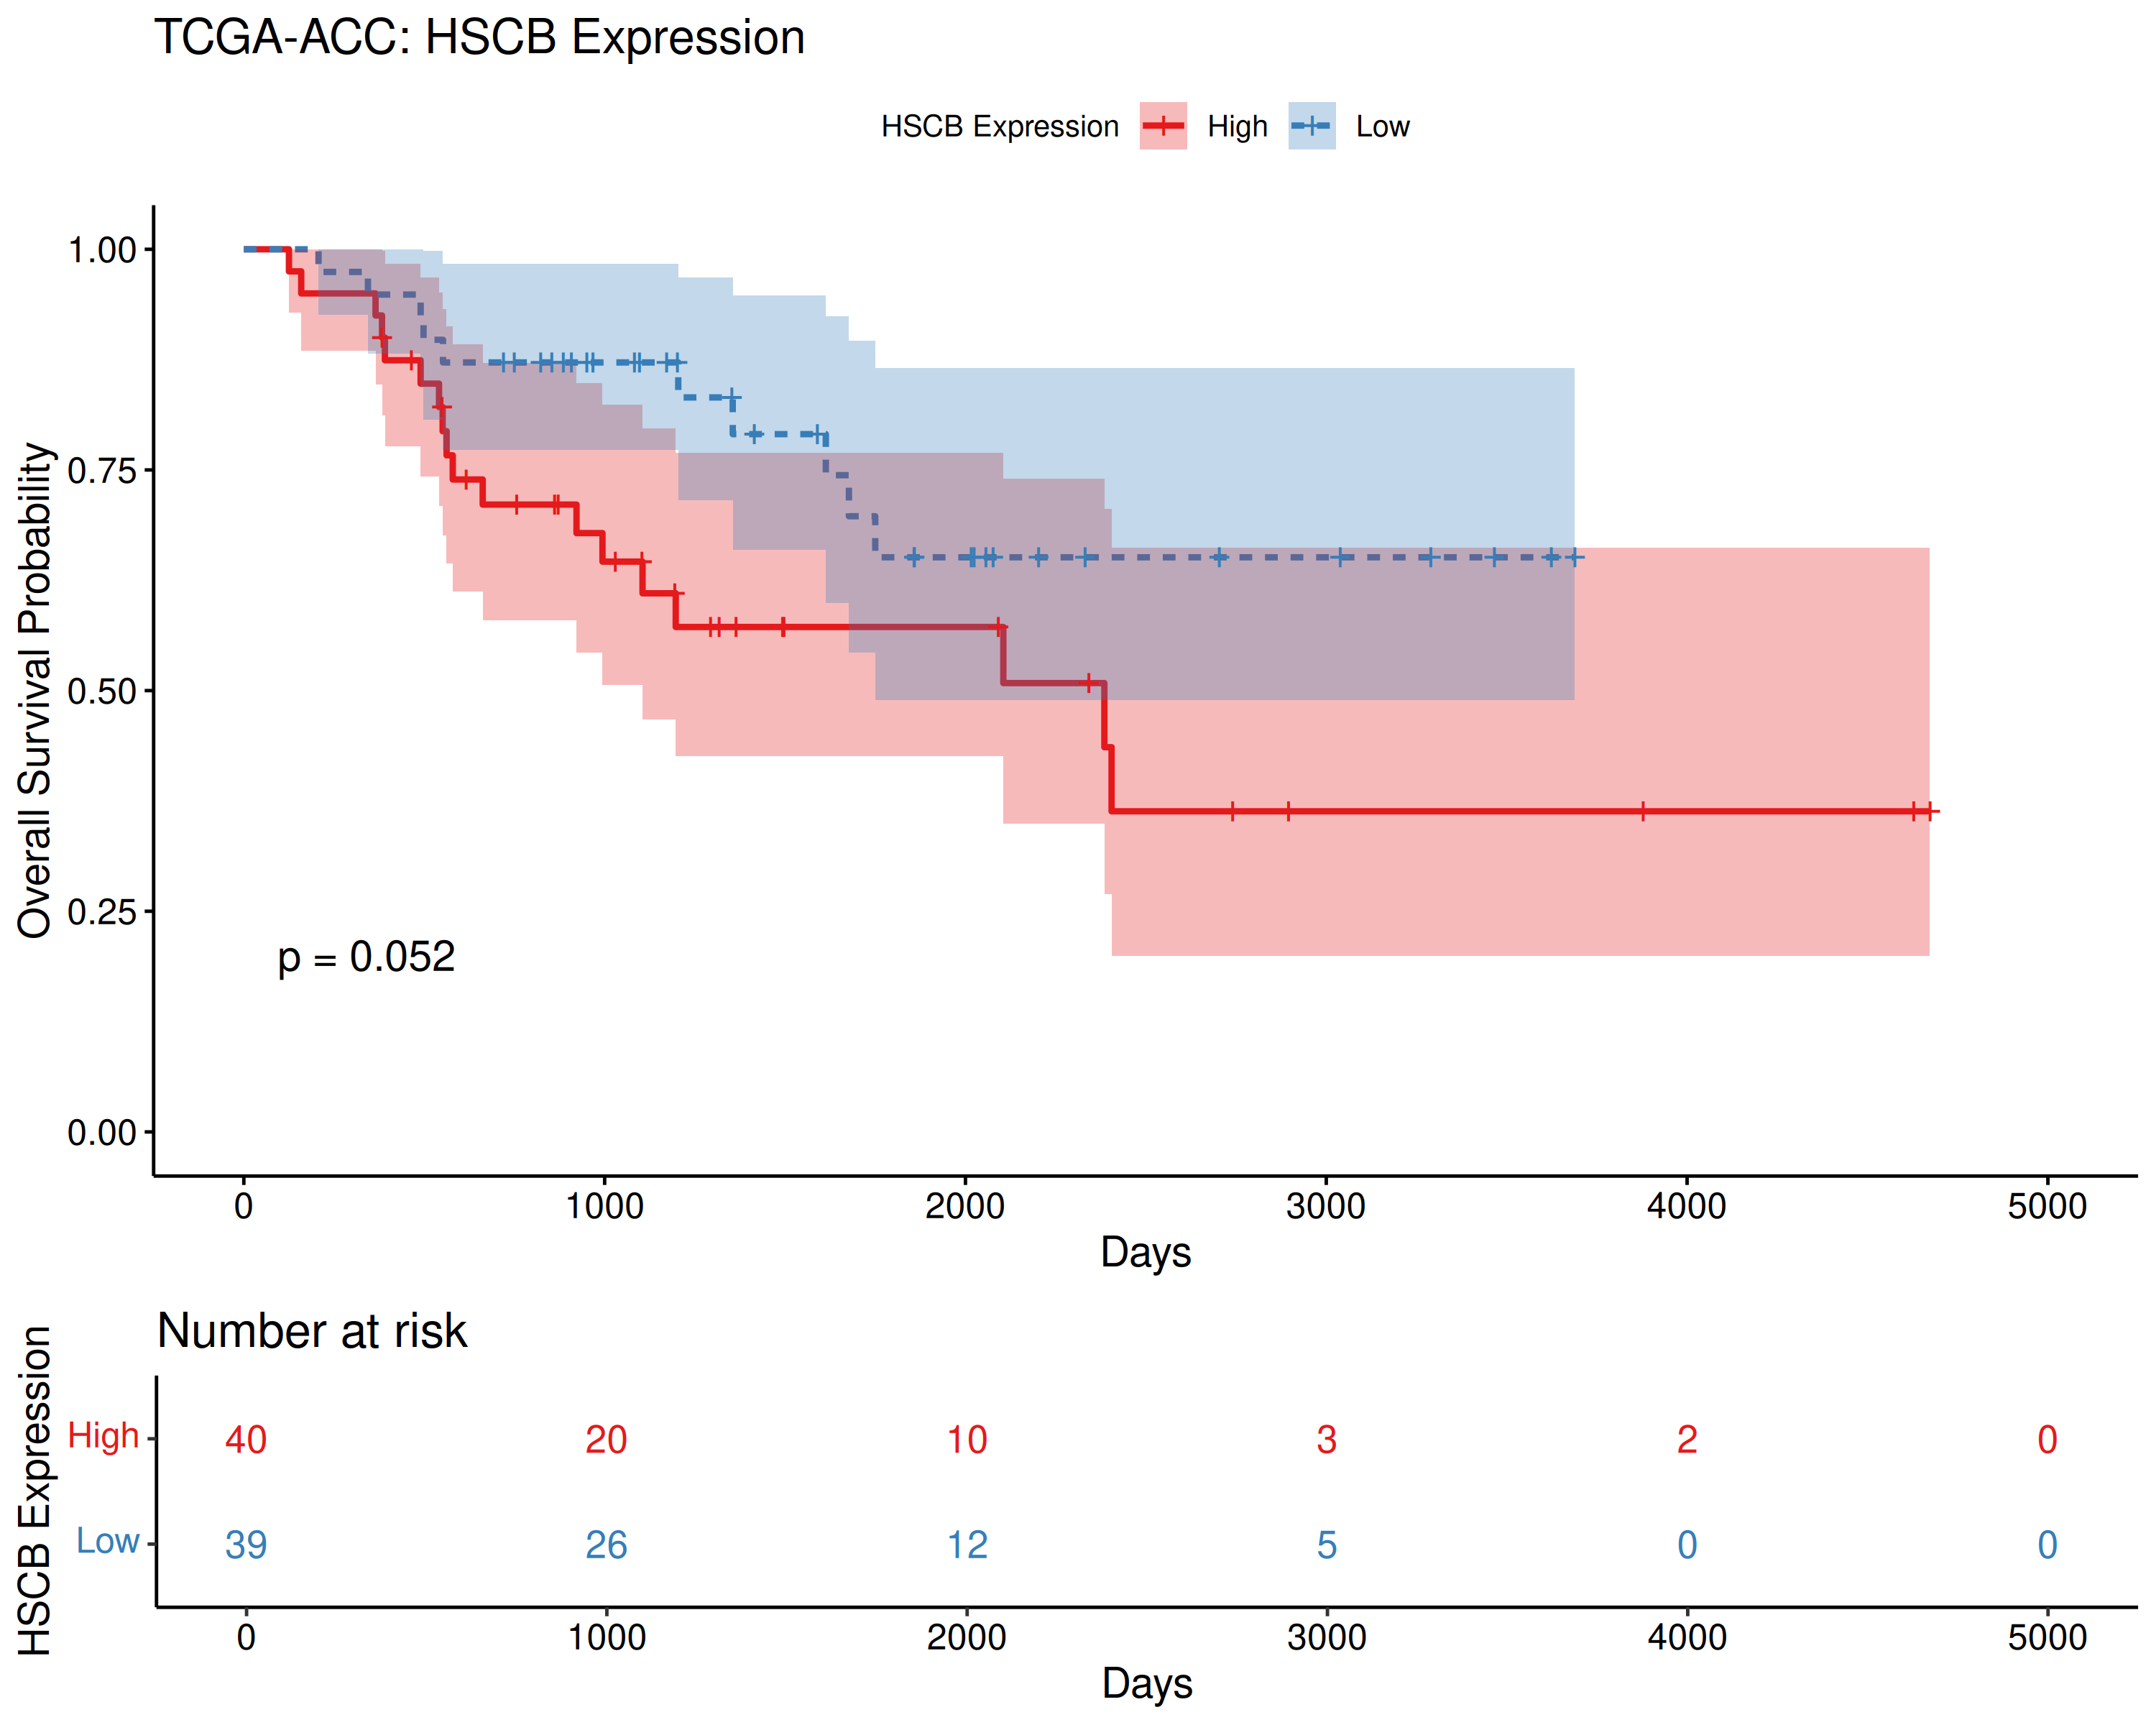 TCGA-ACC: HSCB Expression
HSCB Expression High Low
Overall Survival Probability
1.00
0.75
0.50
0.25
0.00
p = 0.052
0 1000 2000 3000 4000 5000
Days
Number at risk
HSCB Expression
High 40 20 10 3 2 0
Low 39 26 12 5 0 0
0 1000 2000 3000 4000 5000
Days